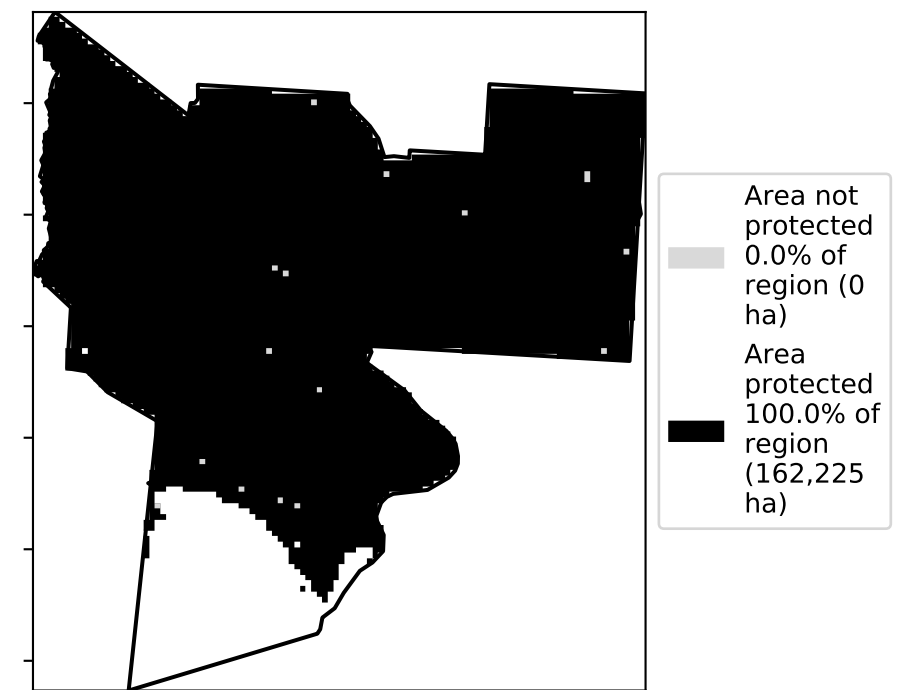 Area not
protected
0.0% of
region (0
ha)
Area
protected
100.0% of
region
(162,225
ha)